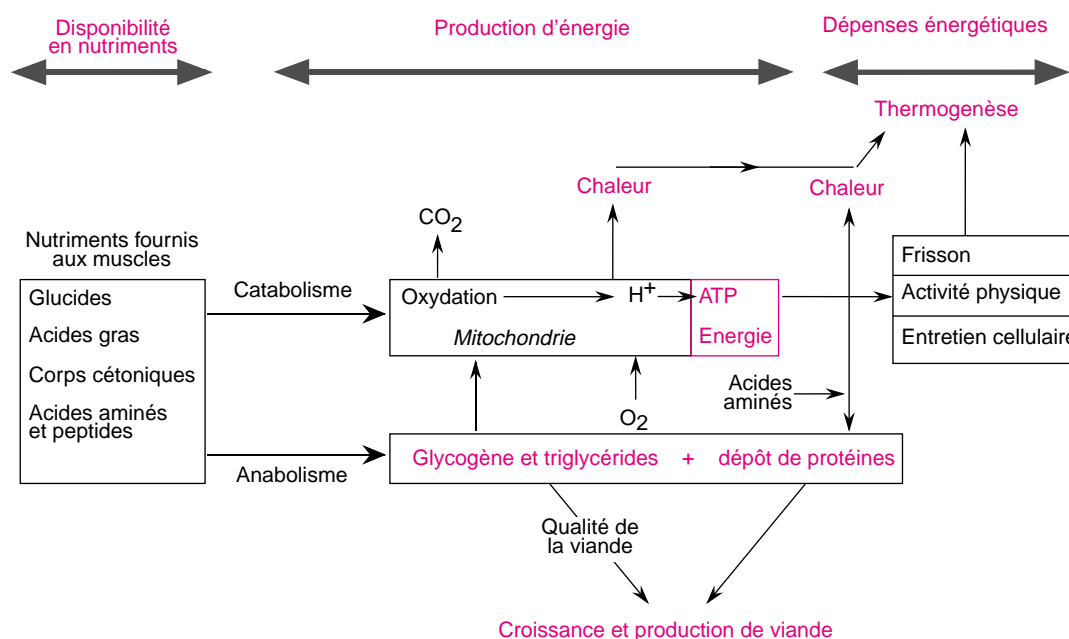 Disponibilité
en nutriments
Production d'énergie
Dépenses énergétiques
Thermogenèse
Chaleur
Chaleur
CO2
Nutriments fournis
aux muscles
Glucides
Acides gras
Corps cétoniques
Acides aminés
et peptides
Catabolisme
Anabolisme
Oxydation
H+
ATP
Energie
Mitochondrie
Frisson
Activité physique
Entretien cellulaire
O2
Acides
aminés
Glycogène et triglycérides + dépôt de protéines
Qualité de
la viande
Croissance et production de viande